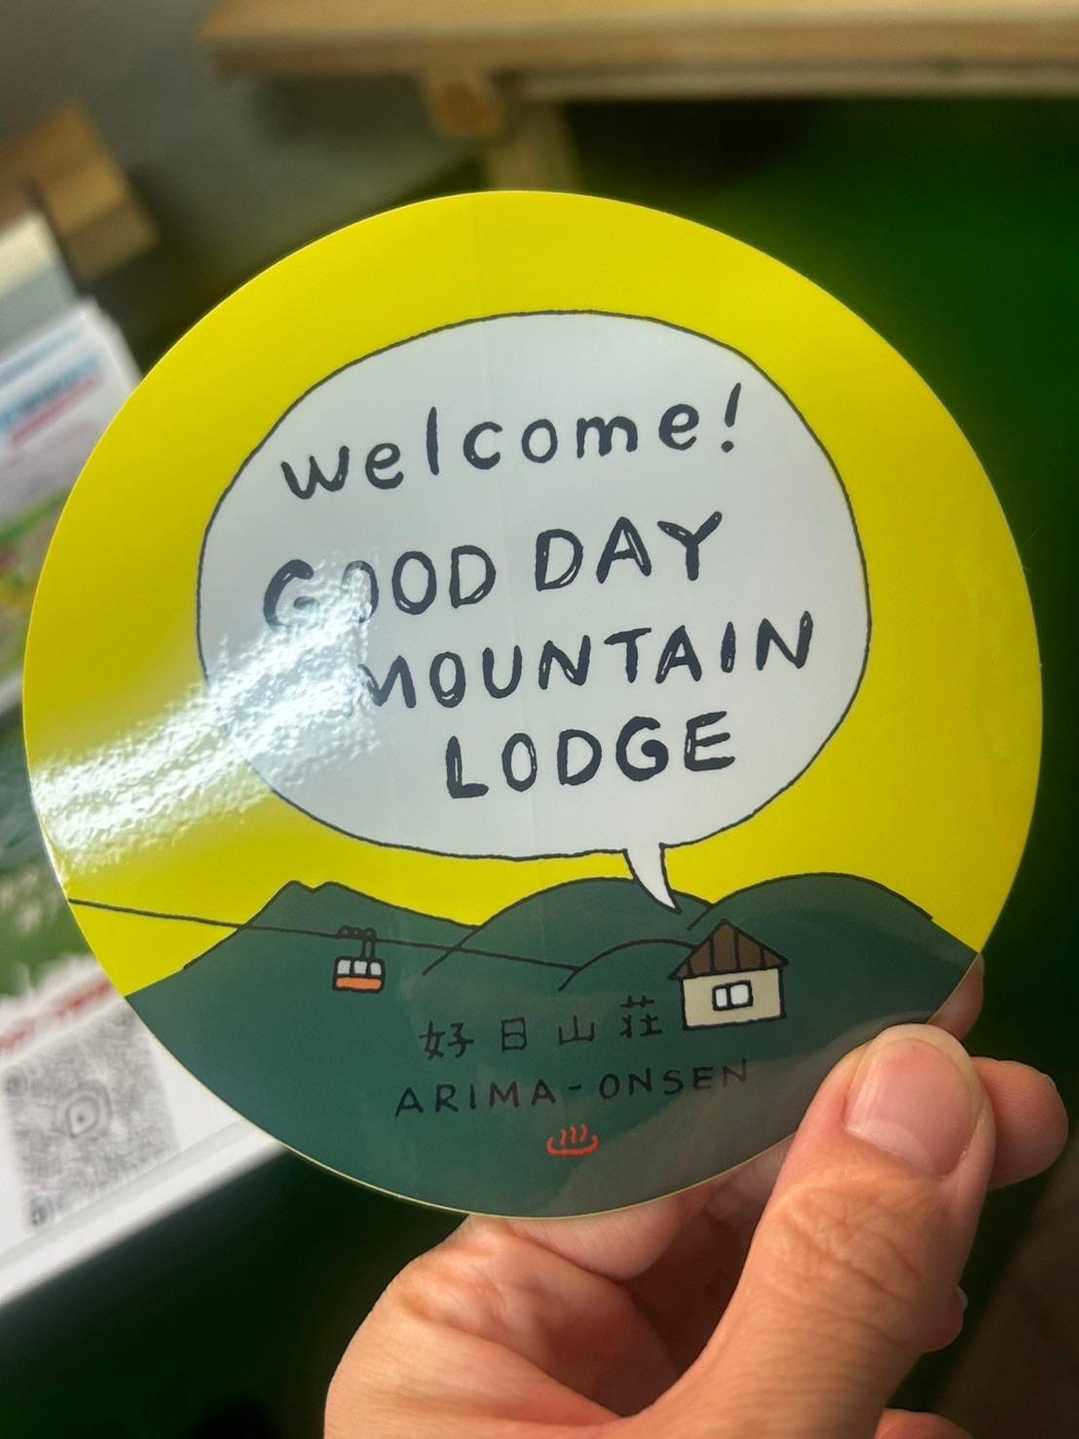 welcome!
GOOD DAY
MOUNTAIN
LODGE
好日山荘
ARIMA-ONSEN